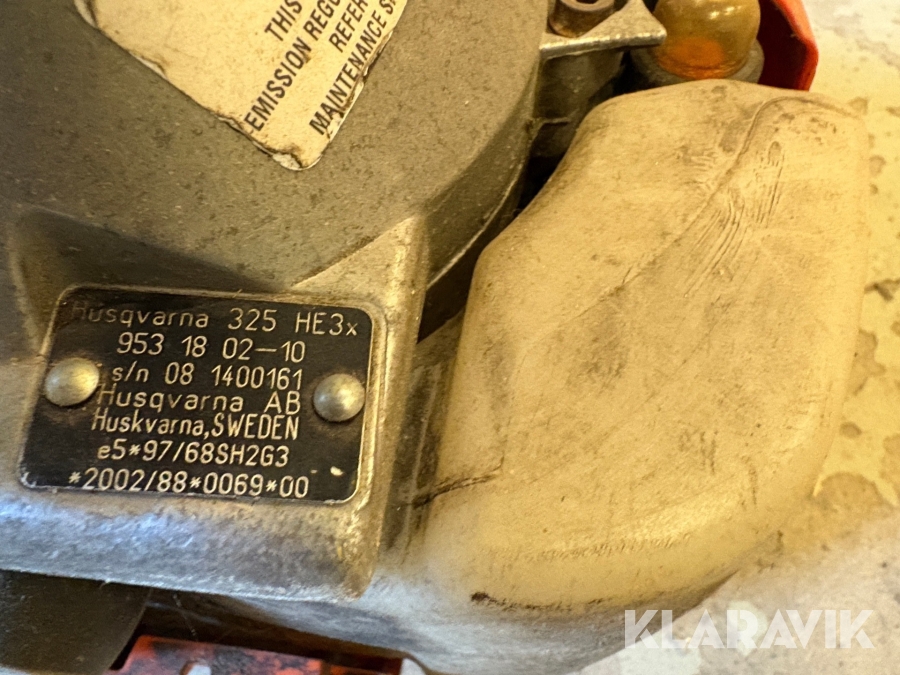 THIS
EMISSION REGU
REFER
MAINTENANCE S
Husqvarna 325 HE3x
953 18 02-10
s/n 08 1400161
Husqvarna AB
Huskvarna, SWEDEN
e5*97/68SH2G3
*2002/88*0069*00
KLARAVIK